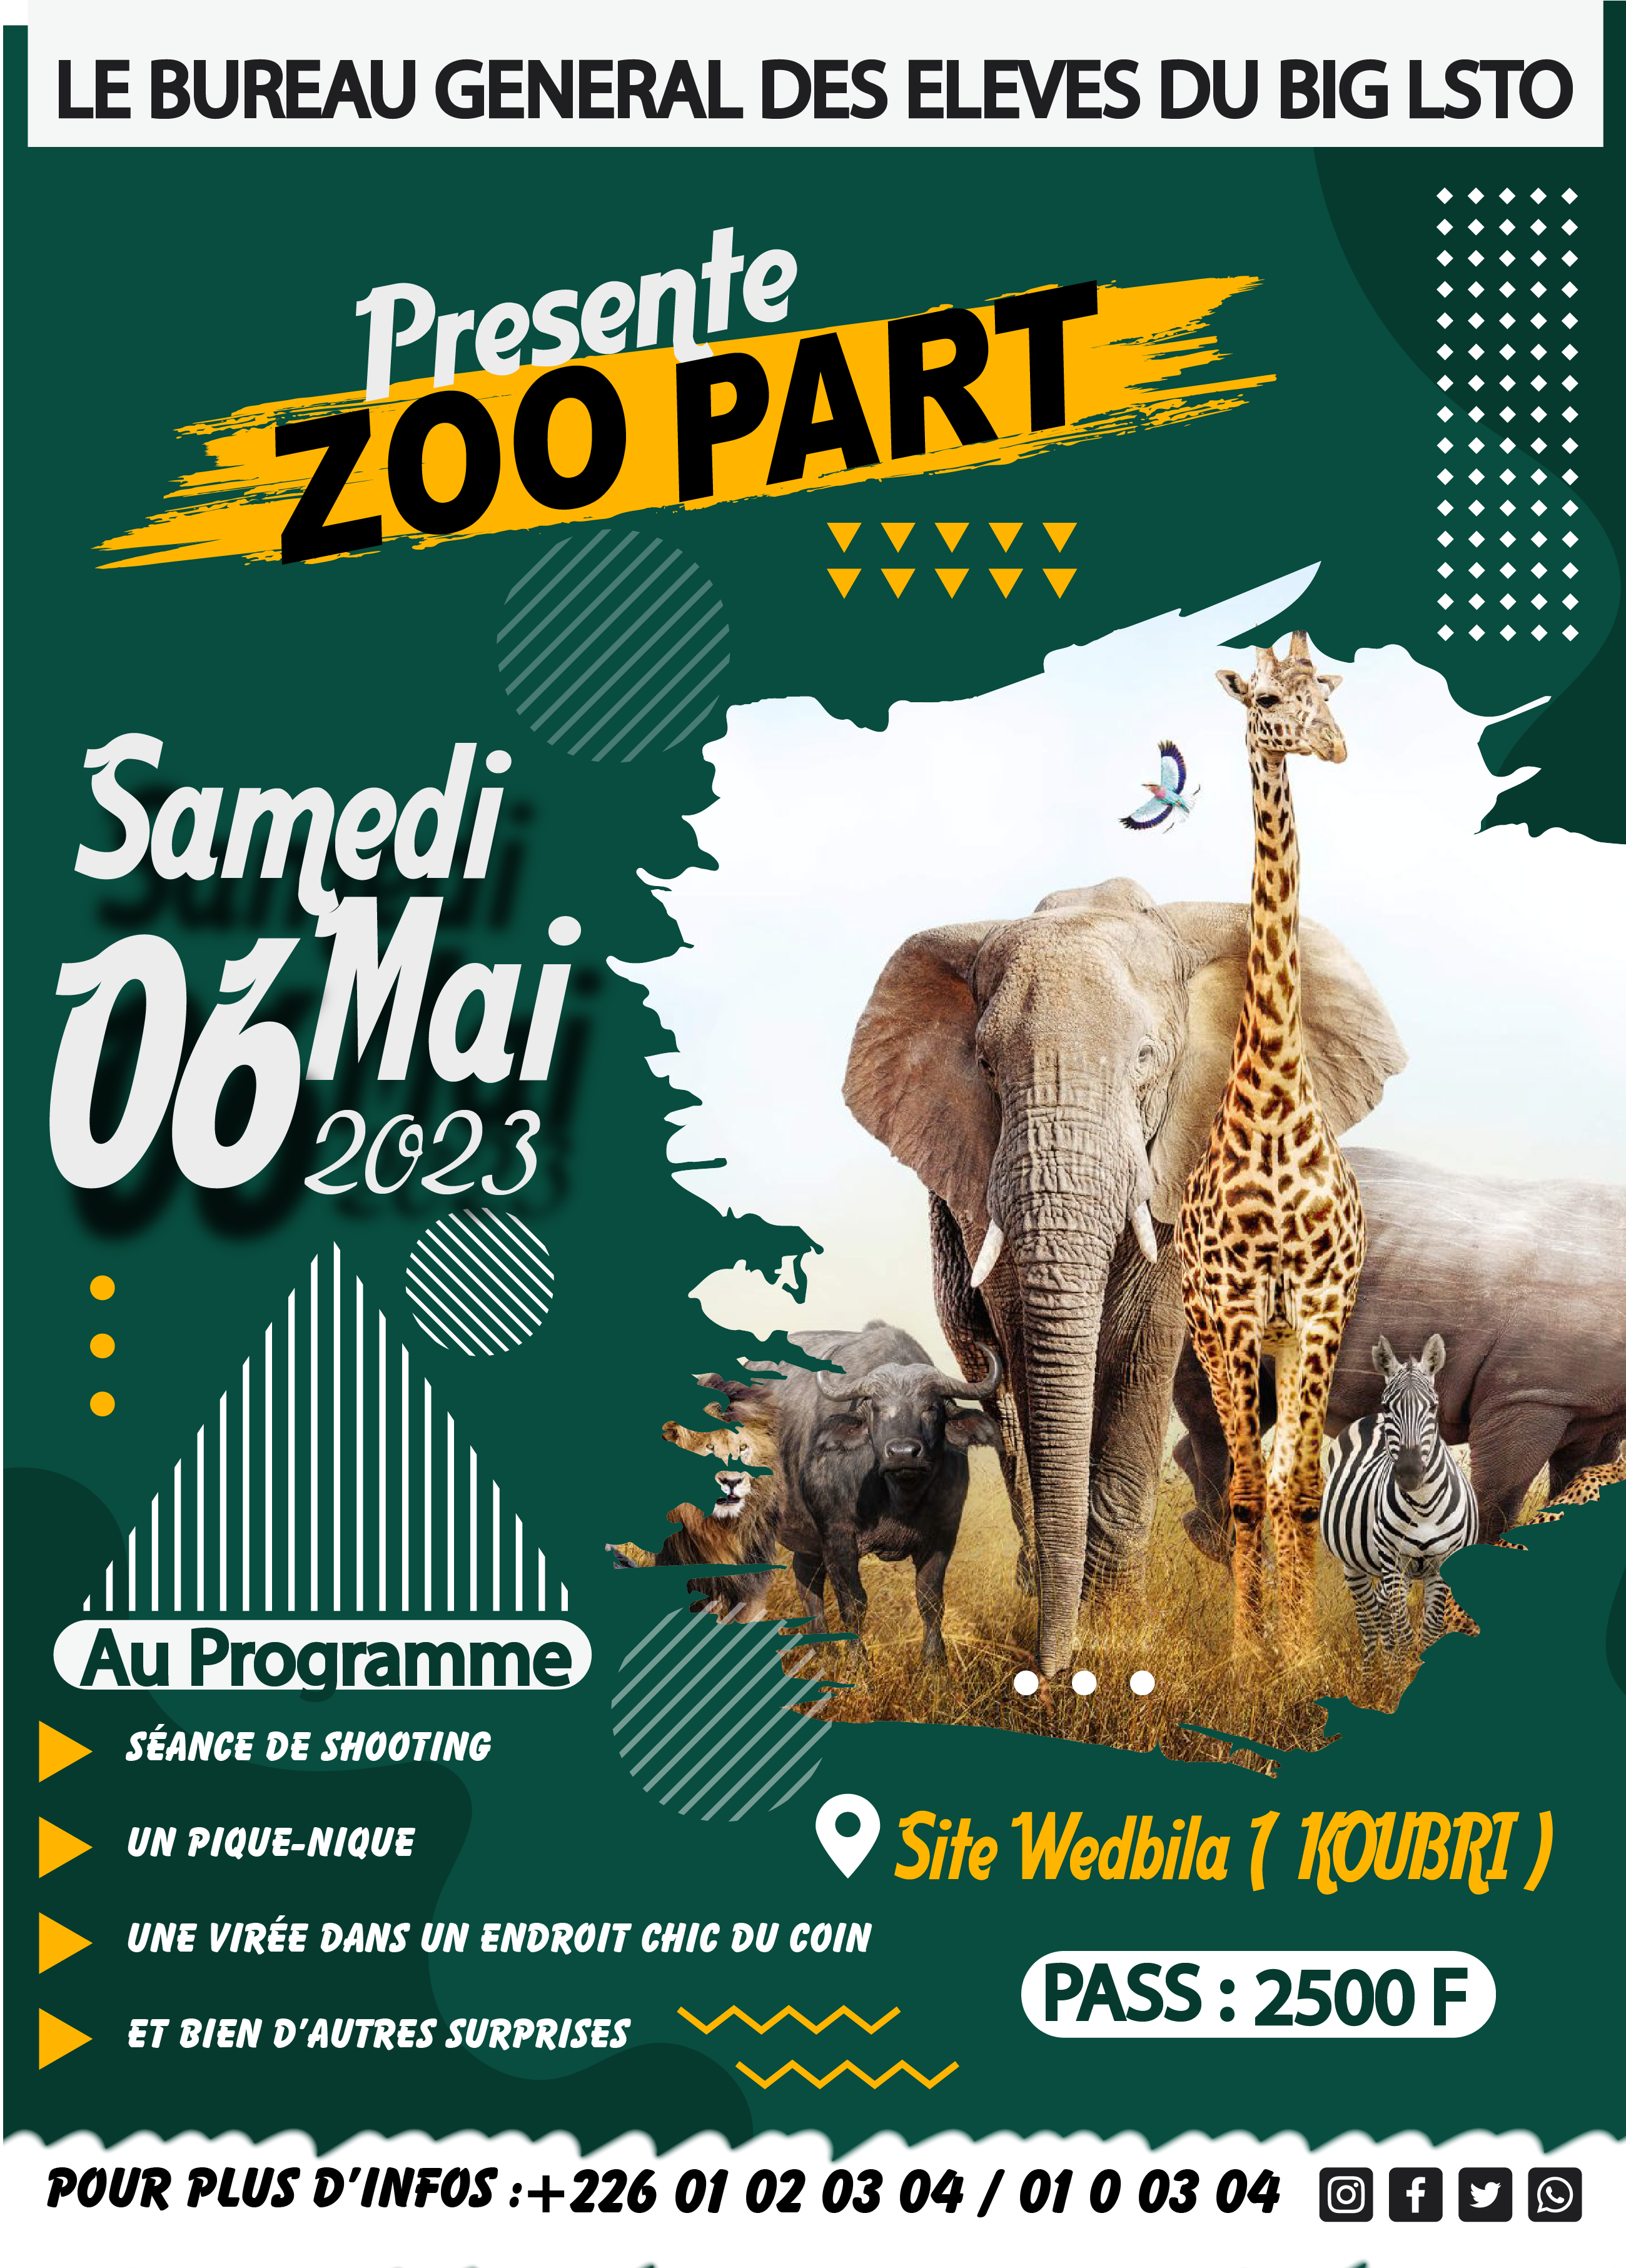 LE BUREAU GENERAL DES ELEVES DU BIG LSTO
Presente
ZOO PART
Samedi
06 Mai
2023
Au Programme
SÉANCE DE SHOOTING
UN PIQUE-NIQUE
UNE VIRÉE DANS UN ENDROIT CHIC DU COIN
ET BIEN D'AUTRES SURPRISES
Site Wedbila ( KOUBRI )
PASS : 2500 F
POUR PLUS D'INFOS :+226 01 02 03 04 / 01 0 03 04